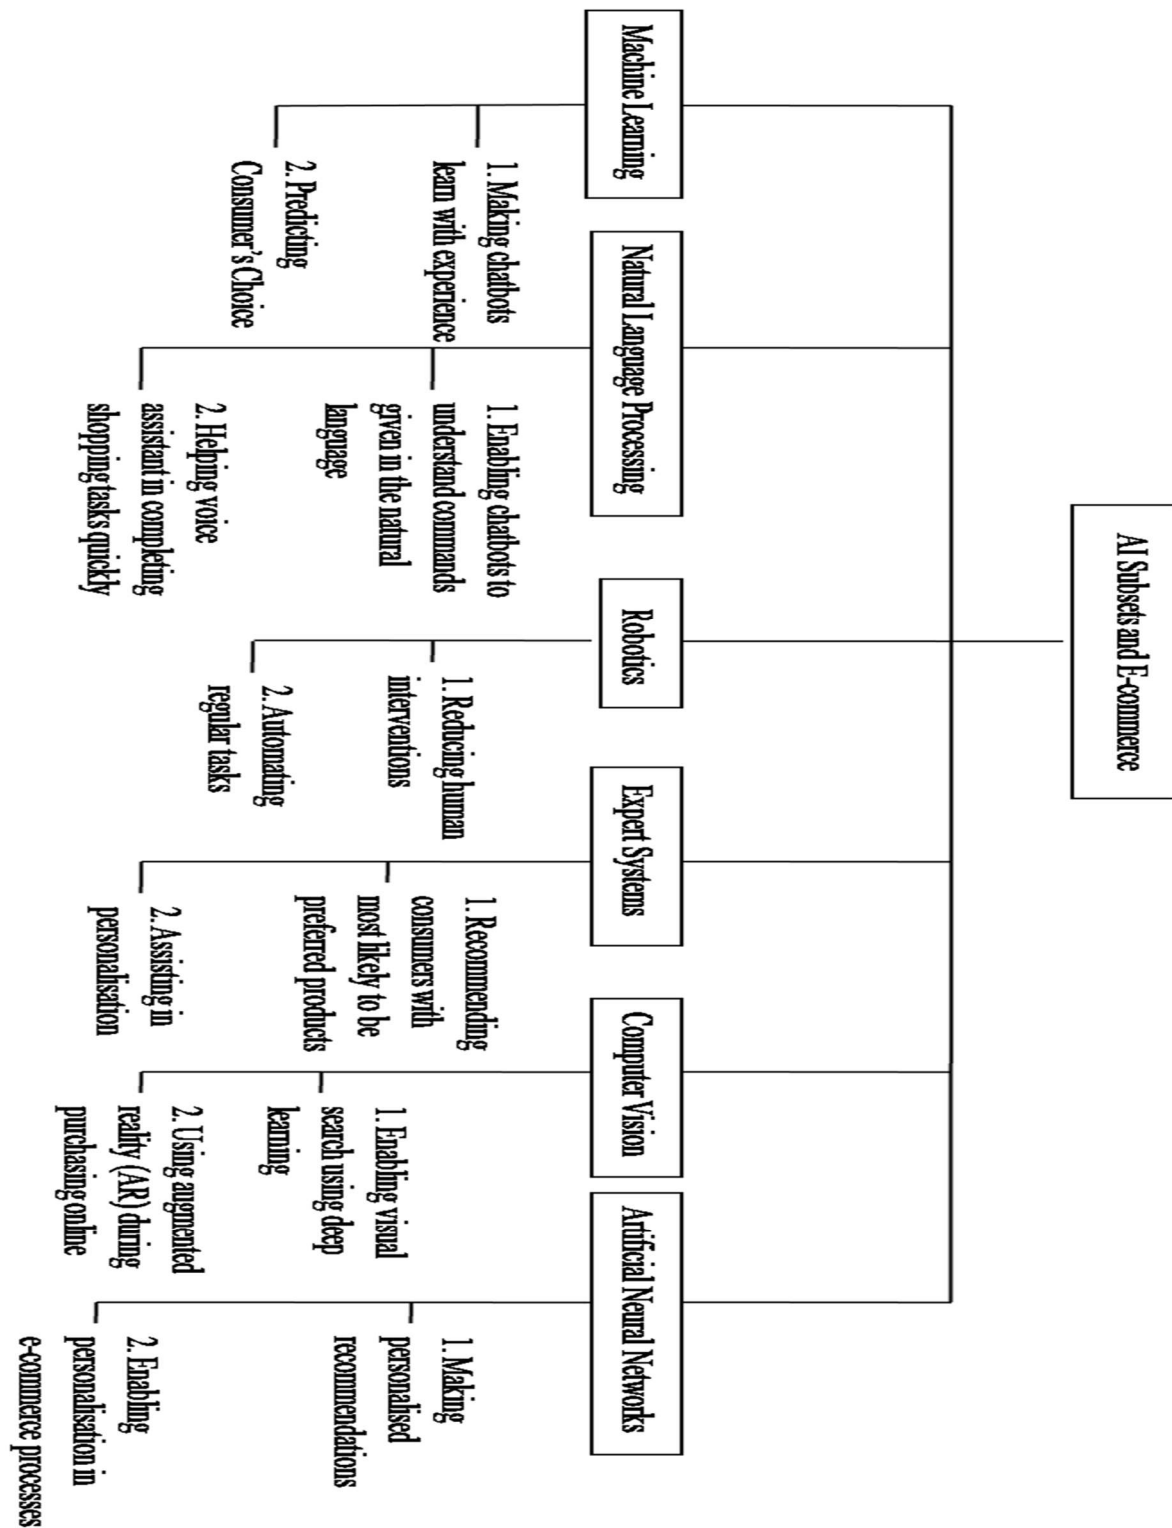 AI Subsets and E-commerce
Machine Learning
1. Making chatbots
learn with experience
2. Predicting
Consumer's Choice
Natural Language Processing
1. Enabling chatbots to
understand commands
given in the natural
language
2. Helping voice
assistant in completing
shopping tasks quickly
Robotics
1. Reducing human
interventions
2. Automating
regular tasks
Expert Systems
1. Recommending
consumers with
most likely to be
preferred products
2. Assisting in
personalisation
Computer Vision
1. Enabling visual
search using deep
learning
2. Using augmented
reality (AR) during
purchasing online
Artificial Neural Networks
1. Making
personalised
recommendations
2. Enabling
personalisation in
e-commerce processes